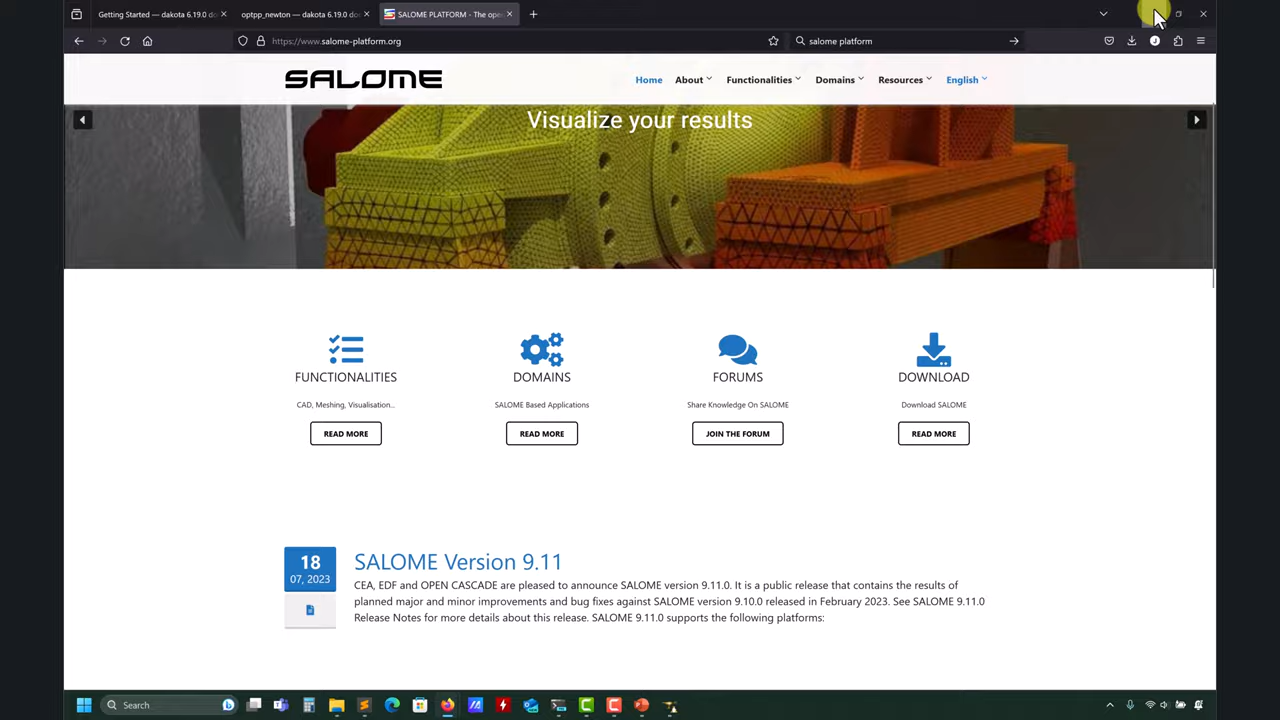 Getting Started — dakota 6.19.0 do
optpp_newton — dakota 6.19.0 do
SALOME PLATFORM - The ope
https://www.salome-platform.org
salome platform
SALOME
Home
About
Functionalities
Domains
Resources
English
Visualize your results
FUNCTIONALITIES
CAD, Meshing, Visualisation...
READ MORE
DOMAINS
SALOME Based Applications
READ MORE
FORUMS
Share Knowledge On SALOME
JOIN THE FORUM
DOWNLOAD
Download SALOME
READ MORE
18
07, 2023
SALOME Version 9.11
CEA, EDF and OPEN CASCADE are pleased to announce SALOME version 9.11.0. It is a public release that contains the results of
planned major and minor improvements and bug fixes against SALOME version 9.10.0 released in February 2023. See SALOME 9.11.0
Release Notes for more details about this release. SALOME 9.11.0 supports the following platforms:
Search